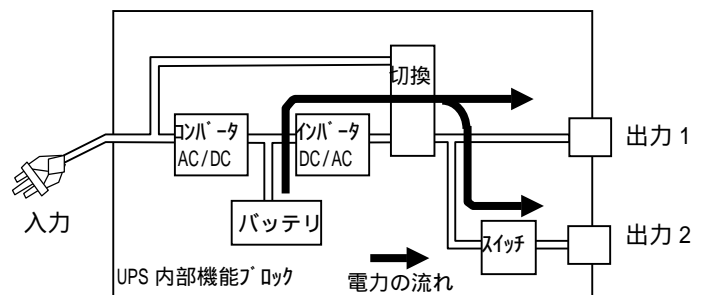 切換
コンバータ
AC/DC
インバータ
DC/AC
出力 1
入力
バッテリ
スイッチ
出力 2
UPS 内部機能ブロック
電力の流れ